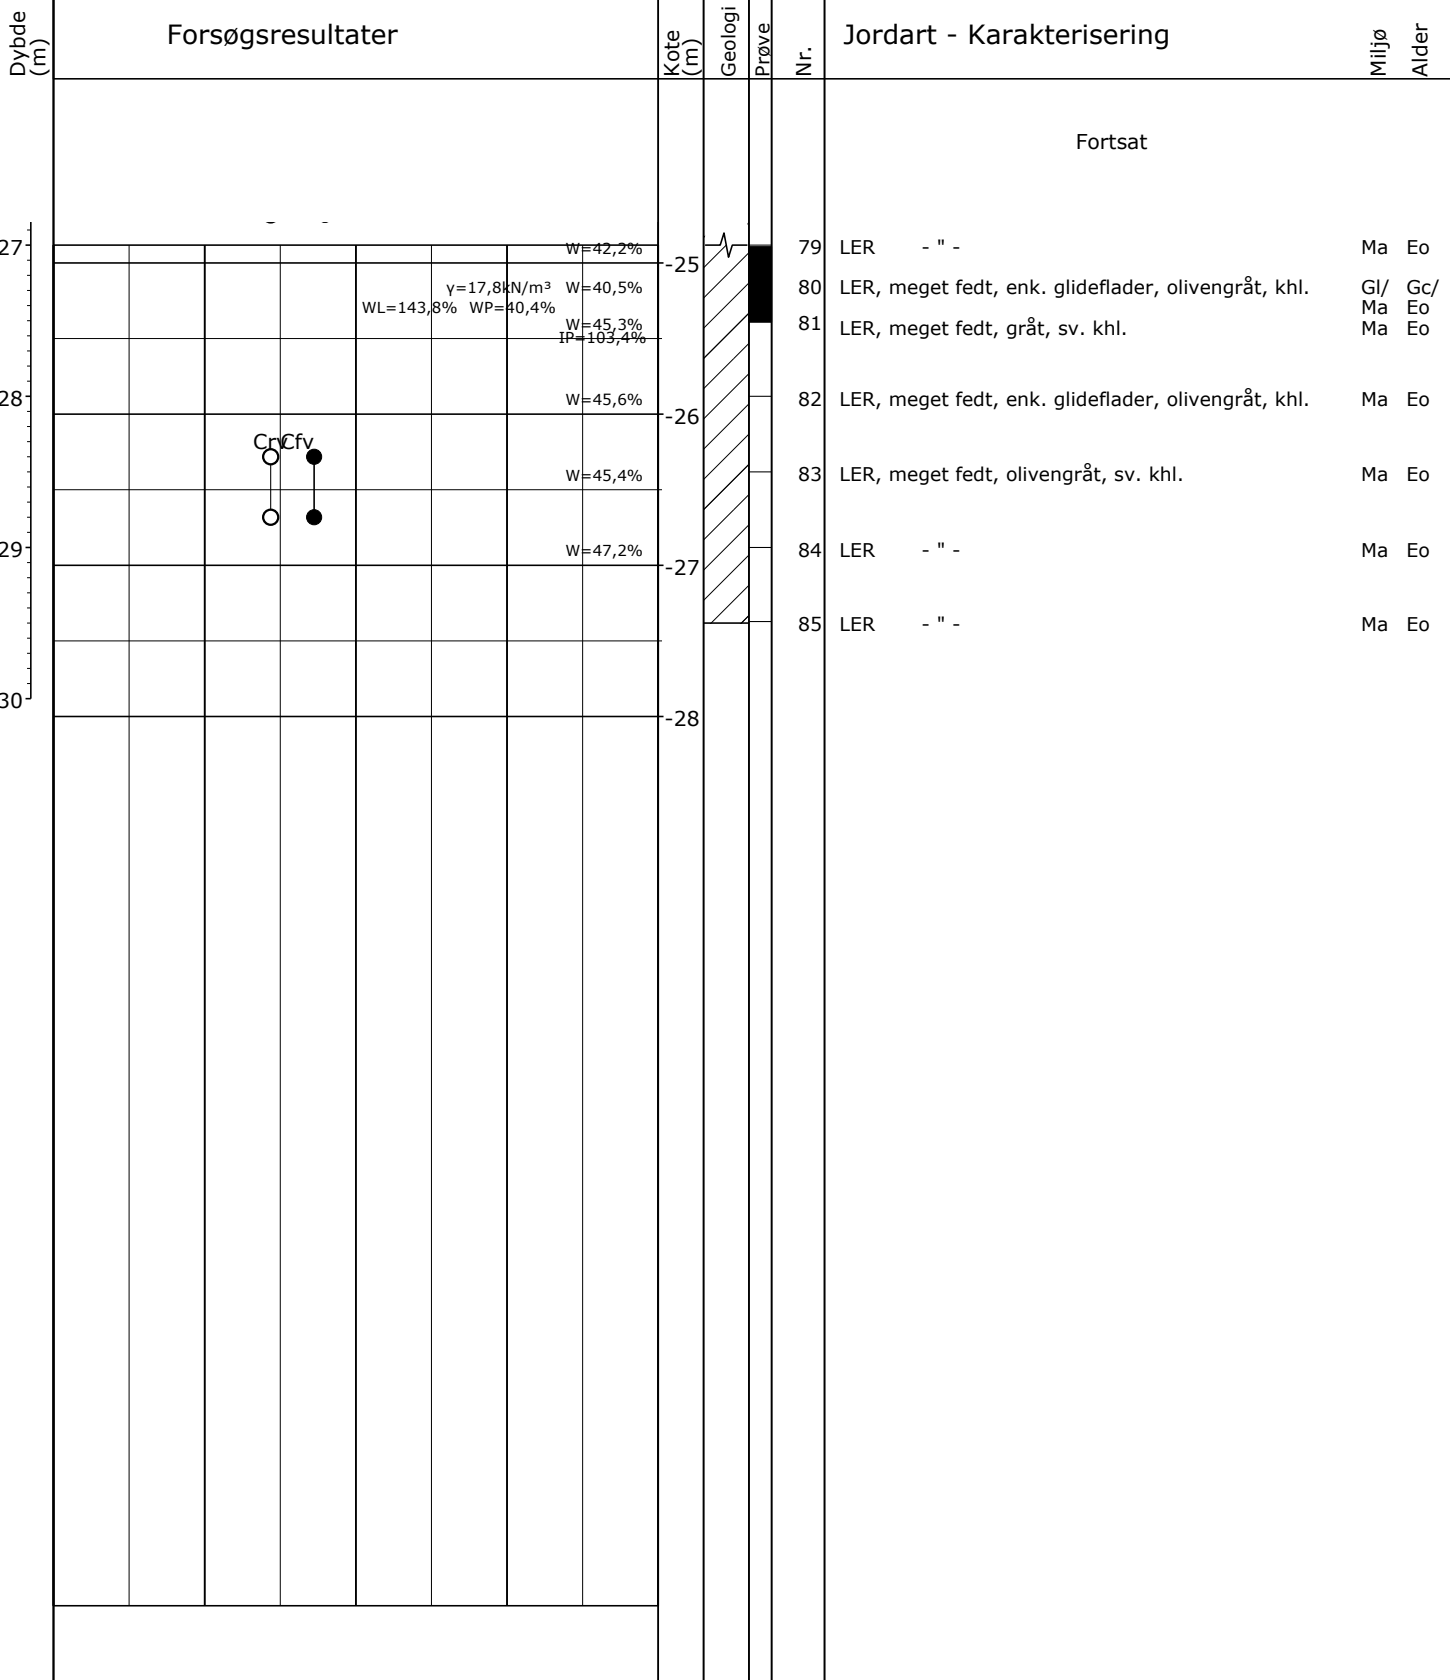 Dybde (m) Forsøgsresultater Kote (m) Geologi Prøve Nr. Jordart - Karakterisering Miljø Alder
Fortsat
27 W=42,2% 79 LER - " - Ma Eo
-25
γ=17,8kN/m³ W=40,5% 80 LER, meget fedt, enk. glideflader, olivengråt, khl. Gl/ Gc/
WL=143,8% WP=40,4% Ma Eo
W=45,3% 81 LER, meget fedt, gråt, sv. khl. Ma Eo
IP=103,4%
28 W=45,6% 82 LER, meget fedt, enk. glideflader, olivengråt, khl. Ma Eo
-26
Crv Cfv
W=45,4% 83 LER, meget fedt, olivengråt, sv. khl. Ma Eo
29 W=47,2% 84 LER - " - Ma Eo
-27
85 LER - " - Ma Eo
30
-28